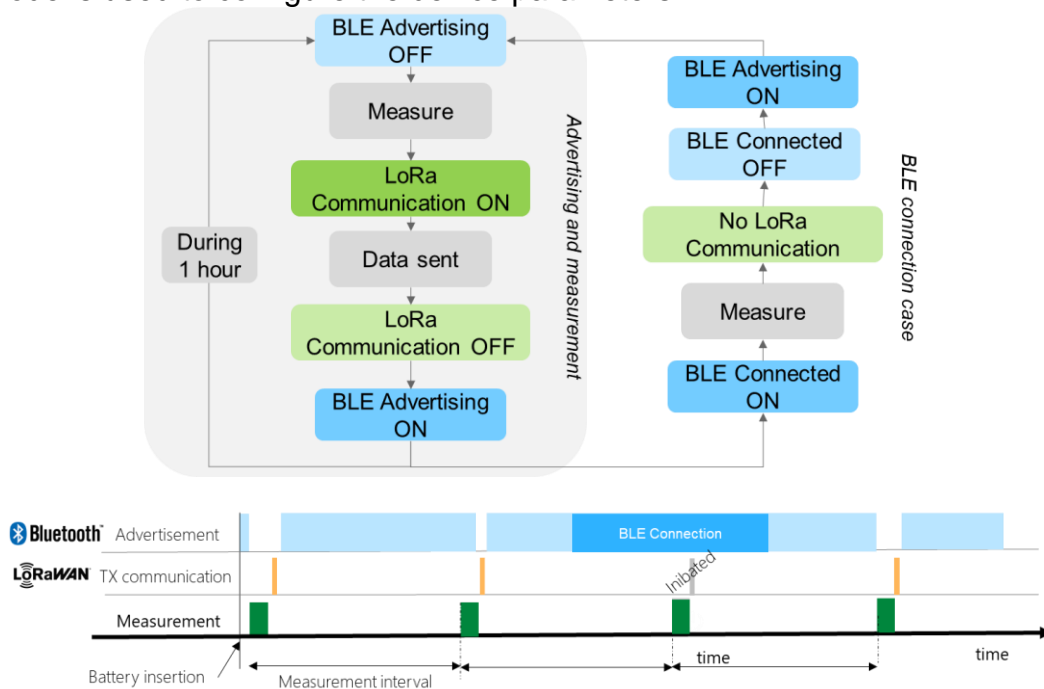 BLE Advertising
OFF
Measure
LoRa
Communication ON
Data sent
LoRa
Communication OFF
BLE Advertising
ON
During
1 hour
Advertising and measurement
BLE Advertising
ON
BLE Connected
OFF
No LoRa
Communication
Measure
BLE Connected
ON
BLE connection case
Bluetooth™ Advertisement
BLE Connection
LoRaWAN TX communication
Inibated
Measurement
time
time
Battery insertion
Measurement interval